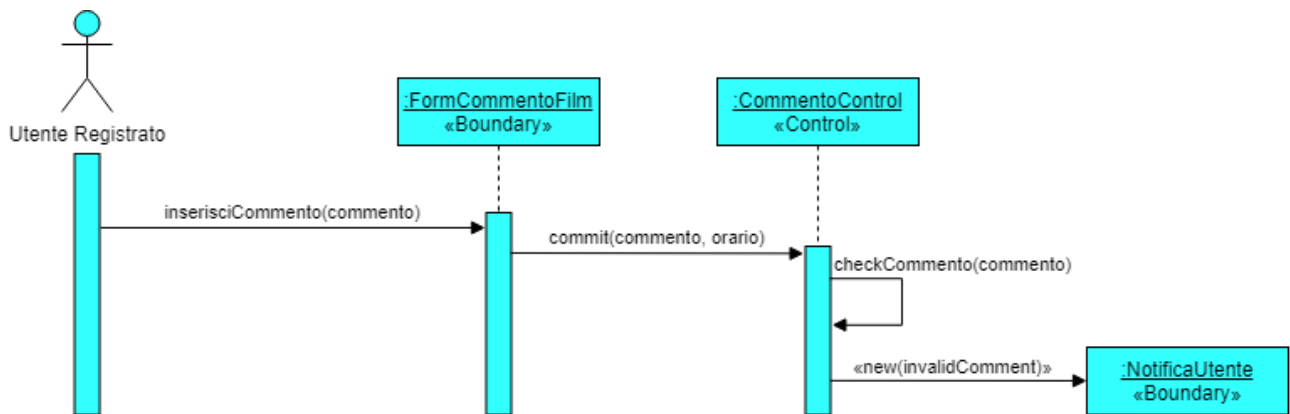 :FormCommentoFilm
«Boundary»
:CommentoControl
«Control»
Utente Registrato
inserisciCommento(commento)
commit(commento, orario)
checkCommento(commento)
«new(invalidComment)»
:NotificaUtente
«Boundary»